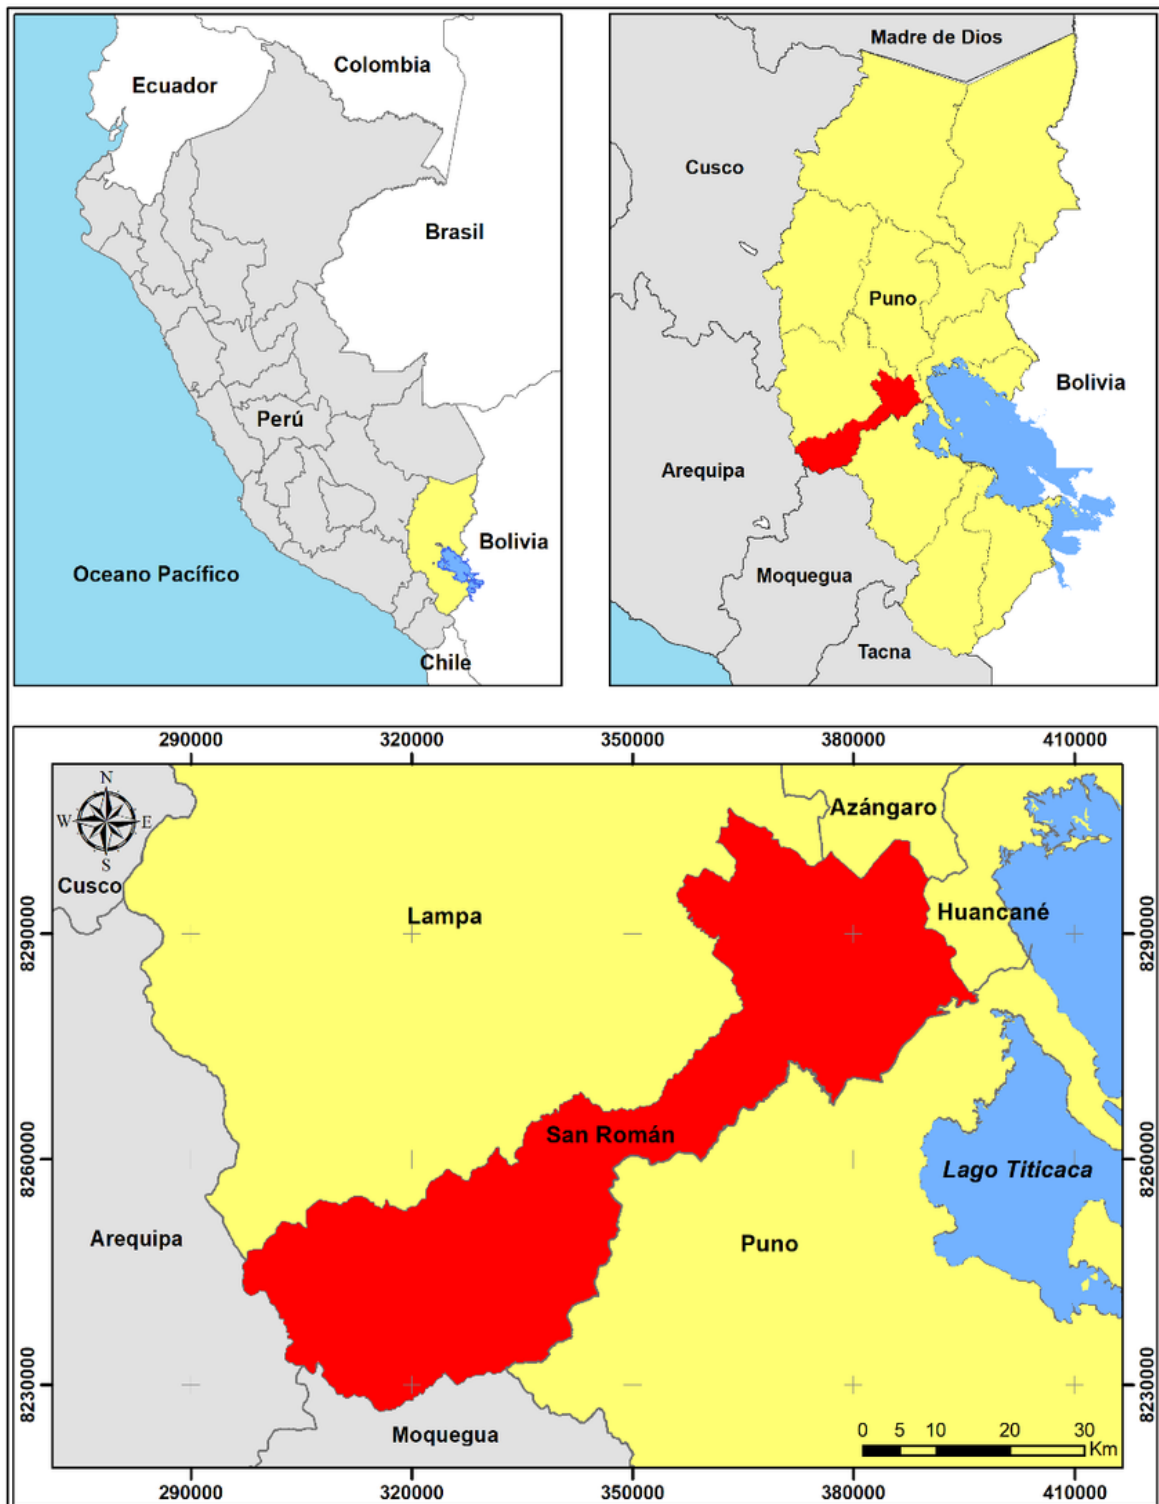 Ecuador
Colombia
Brasil
Perú
Bolivia
Oceano Pacífico
Chile
Madre de Dios
Cusco
Puno
Bolivia
Arequipa
Moquegua
Tacna
290000 320000 350000 380000 410000
N
W E
S
Azángaro
Cusco
Lampa
Huancané
8290000 8290000
San Román
Lago Titicaca
8260000 8260000
Arequipa
Puno
8230000 8230000
Moquegua
0 5 10 20 30
Km
290000 320000 350000 380000 410000